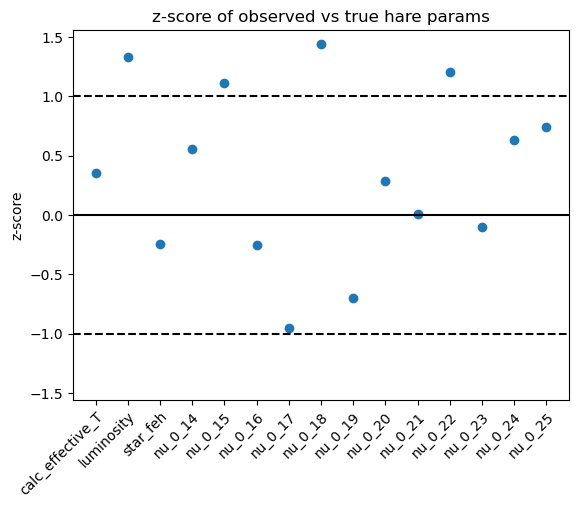 z-score of observed vs true hare params
z-score
1.5
1.0
0.5
0.0
−0.5
−1.0
−1.5
calc_effective_T
luminosity
star_feh
nu_0_14
nu_0_15
nu_0_16
nu_0_17
nu_0_18
nu_0_19
nu_0_20
nu_0_21
nu_0_22
nu_0_23
nu_0_24
nu_0_25